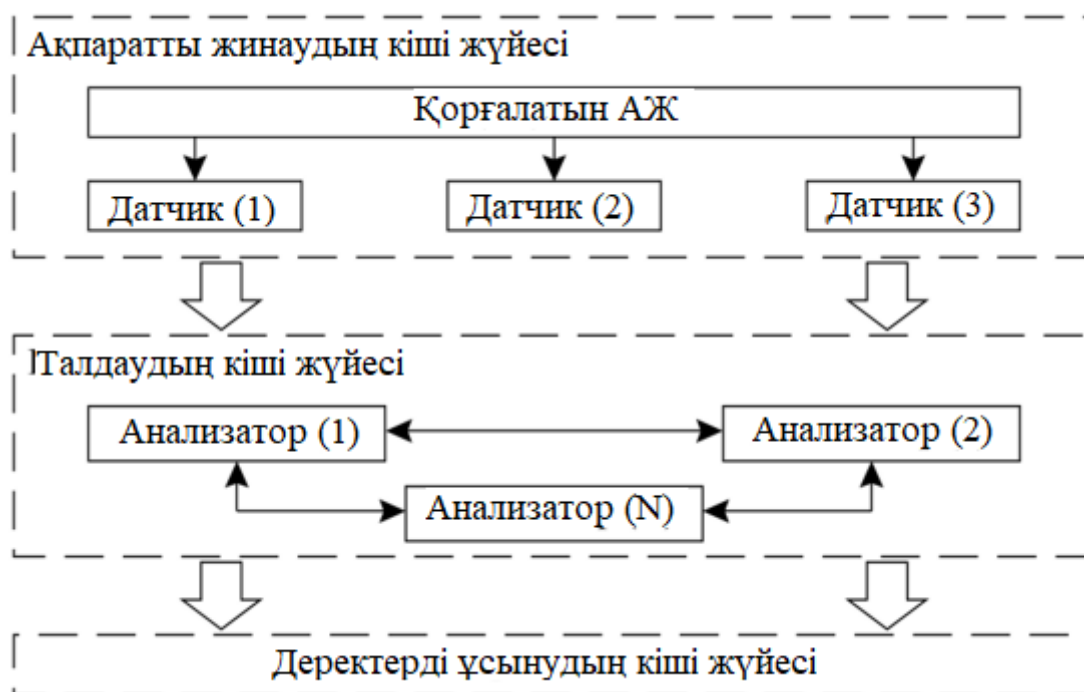 Ақпаратты жинаудың кіші жүйесі
Қорғалатын АЖ
Датчик (1)
Датчик (2)
Датчик (3)
Талдаудың кіші жүйесі
Анализатор (1)
Анализатор (2)
Анализатор (N)
Деректерді ұсынудың кіші жүйесі